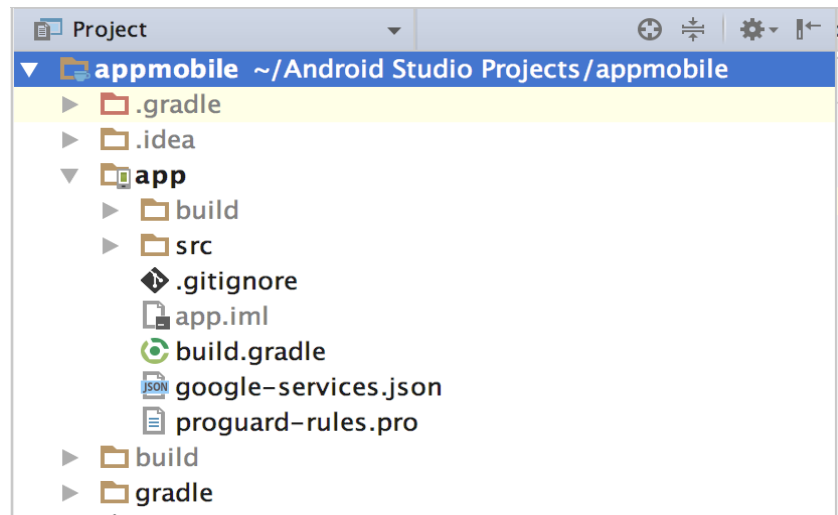 Project
appmobile ~/Android Studio Projects/appmobile
.gradle
.idea
app
build
src
.gitignore
app.iml
build.gradle
JSON google-services.json
proguard-rules.pro
build
gradle